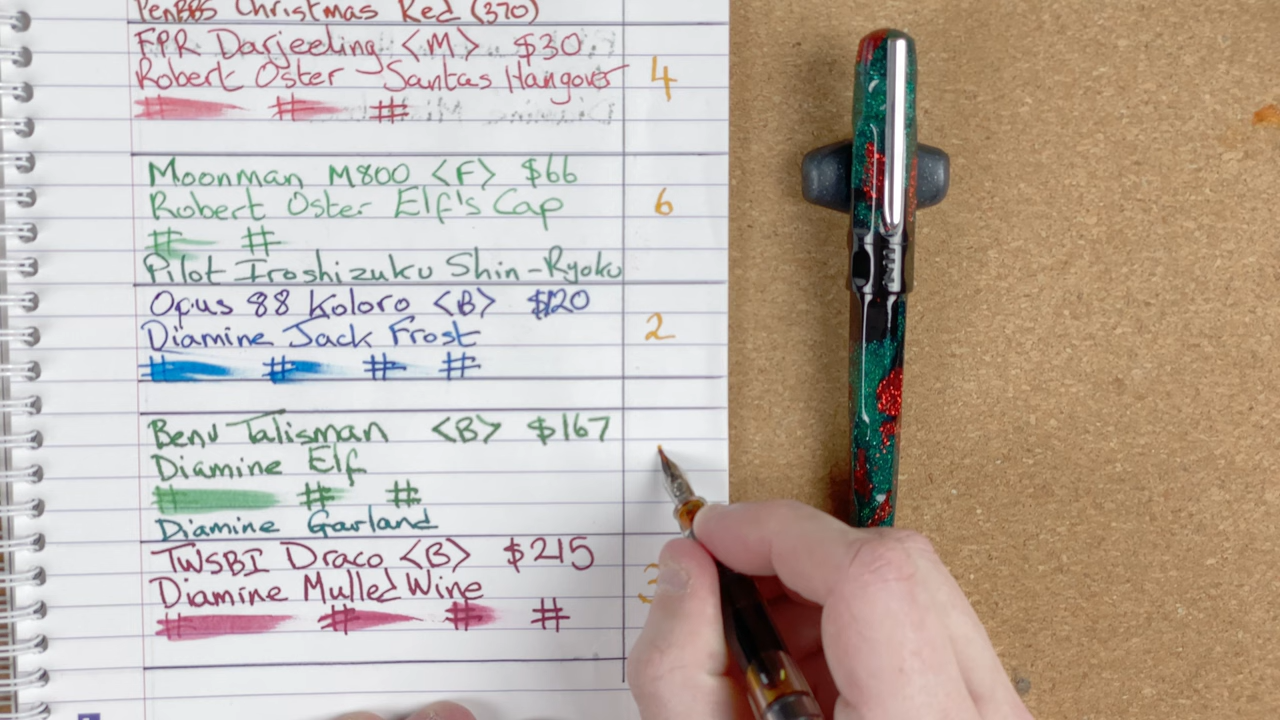 PenBBS Christmas Red (370)
FPR Darjeeling <M> $30
Robert Oster Santas Hangover
# # #
4
Moonman M800 <F> $66
Robert Oster Elf's Cap
6
# #
Pilot Iroshizuku Shin-Ryoku
Opus 88 Koloro <B> $120
Diamine Jack Frost
2
# # # #
Benu Talisman <B> $167
Diamine Elf
# # #
Diamine Garland
TWSBI Draco <B> $215
Diamine Mulled Wine
3
# # # #